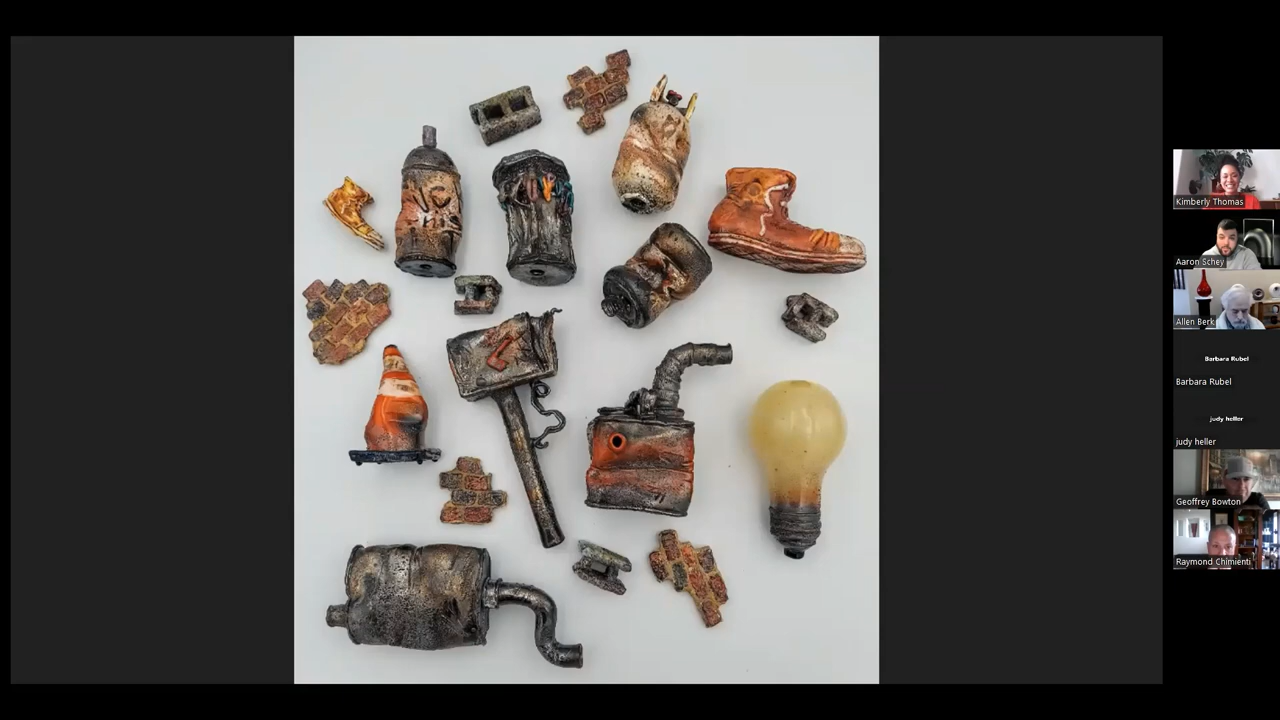 Kimberly Thomas
Aaron Schey
Allen Berk
Barbara Rubel
Barbara Rubel
judy heller
judy heller
Geoffrey Bowton
Raymond Chimienti